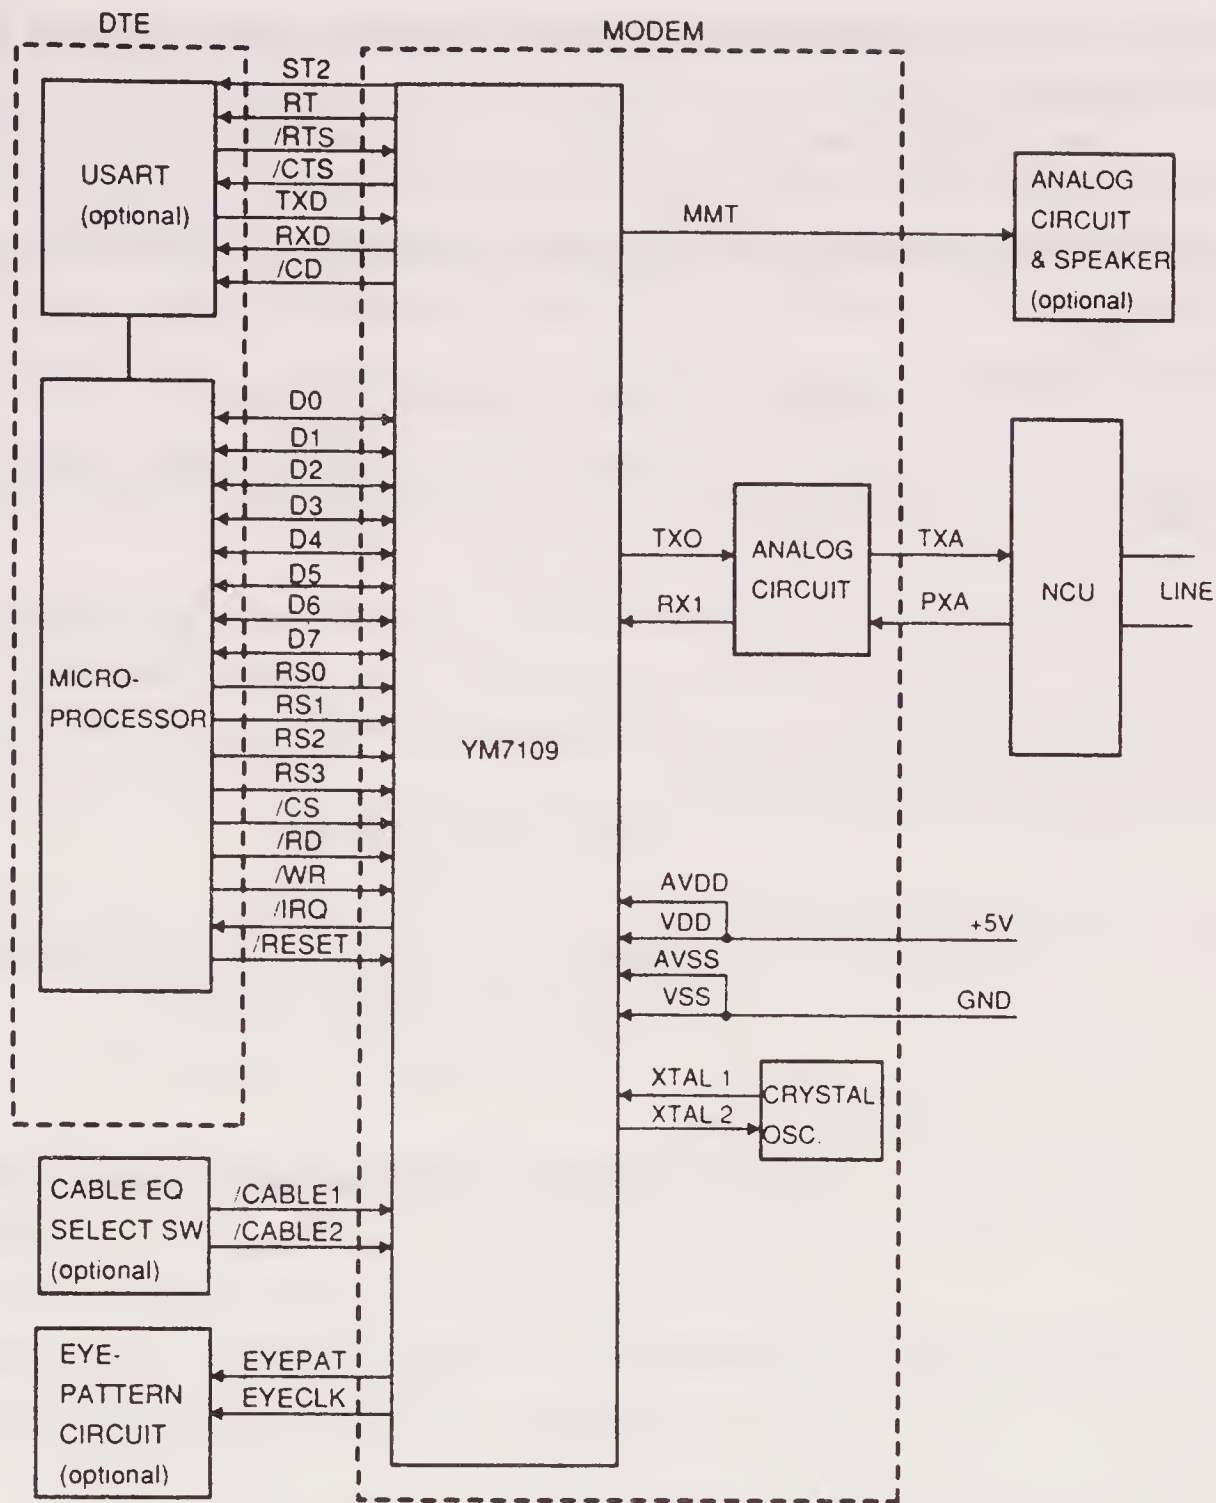 DTE
MODEM
ST2
RT
/RTS
/CTS
TXD
RXD
/CD
USART
(optional)
MMT
ANALOG
CIRCUIT
& SPEAKER
(optional)
D0
D1
D2
D3
D4
D5
D6
D7
RS0
RS1
RS2
RS3
/CS
/RD
/WR
/IRQ
/RESET
MICRO-
PROCESSOR
YM7109
TXO
RX1
ANALOG
CIRCUIT
TXA
PXA
NCU
LINE
AVDD
VDD
+5V
AVSS
VSS
GND
XTAL 1
XTAL 2
CRYSTAL
OSC.
CABLE EQ
SELECT SW
(optional)
/CABLE1
/CABLE2
EYE-
PATTERN
CIRCUIT
(optional)
EYEPAT
EYECLK